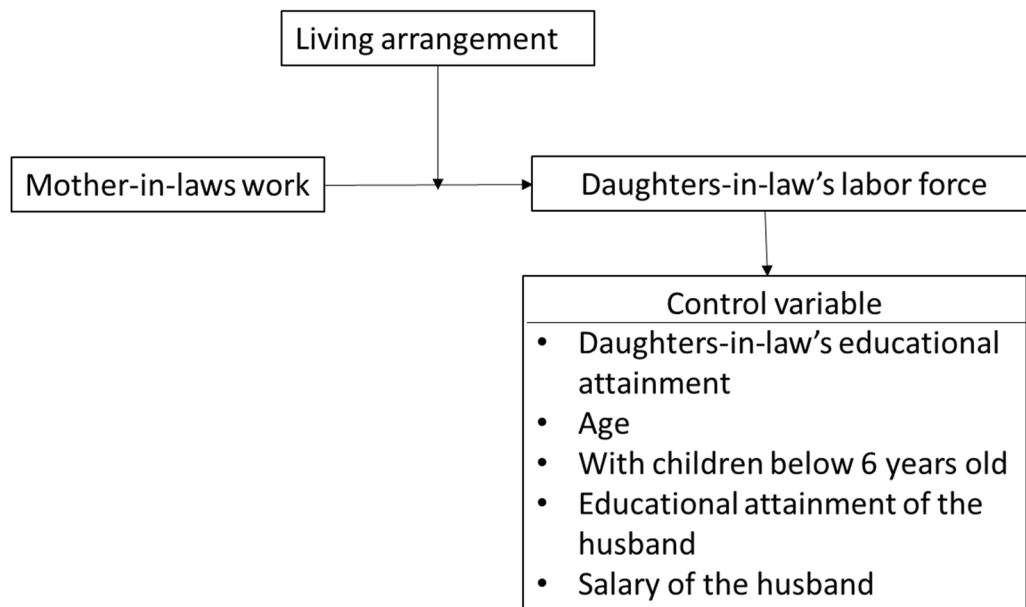 Living arrangement
Mother-in-laws work
Daughters-in-law’s labor force
Control variable
• Daughters-in-law’s educational
attainment
• Age
• With children below 6 years old
• Educational attainment of the
husband
• Salary of the husband